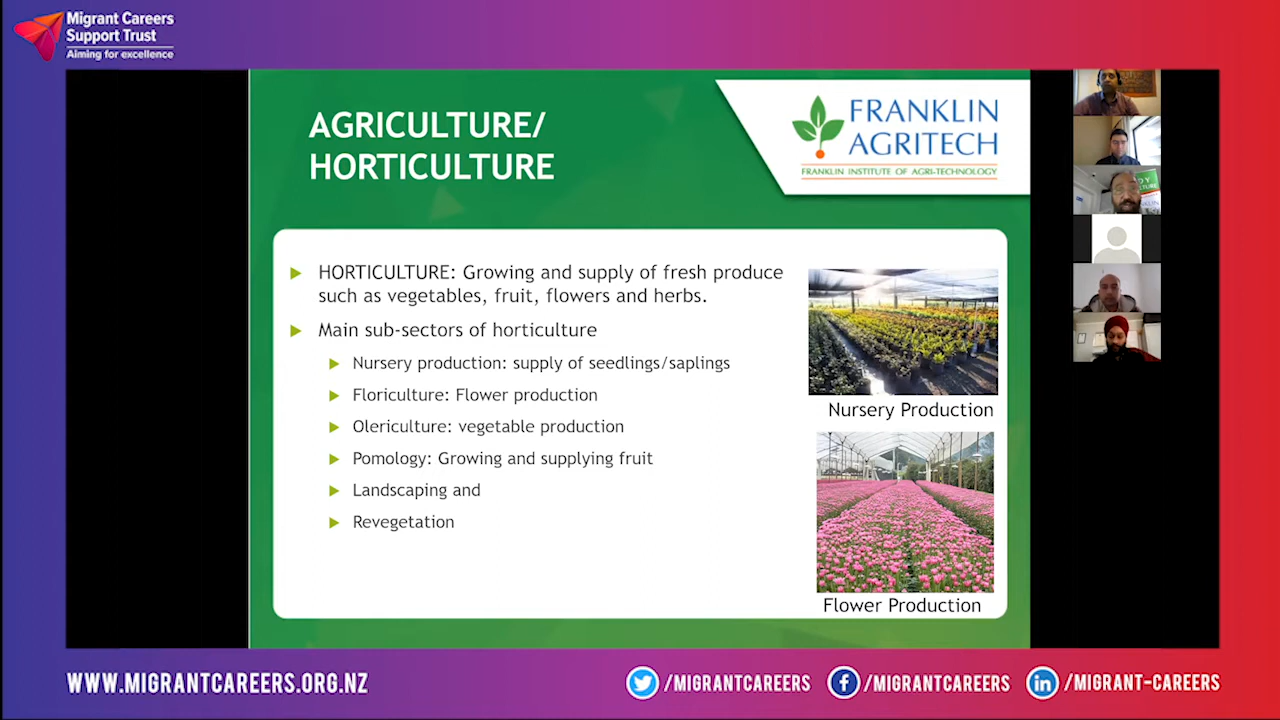 Migrant Careers
Support Trust
Aiming for excellence
AGRICULTURE/
HORTICULTURE
FRANKLIN
AGRITECH
FRANKLIN INSTITUTE OF AGRI-TECHNOLOGY
HORTICULTURE: Growing and supply of fresh produce
such as vegetables, fruit, flowers and herbs.
Main sub-sectors of horticulture
Nursery production: supply of seedlings/saplings
Floriculture: Flower production
Olericulture: vegetable production
Pomology: Growing and supplying fruit
Landscaping and
Revegetation
Nursery Production
Flower Production
WWW.MIGRANTCAREERS.ORG.NZ
/MIGRANTCAREERS
/MIGRANTCAREERS
/MIGRANT-CAREERS